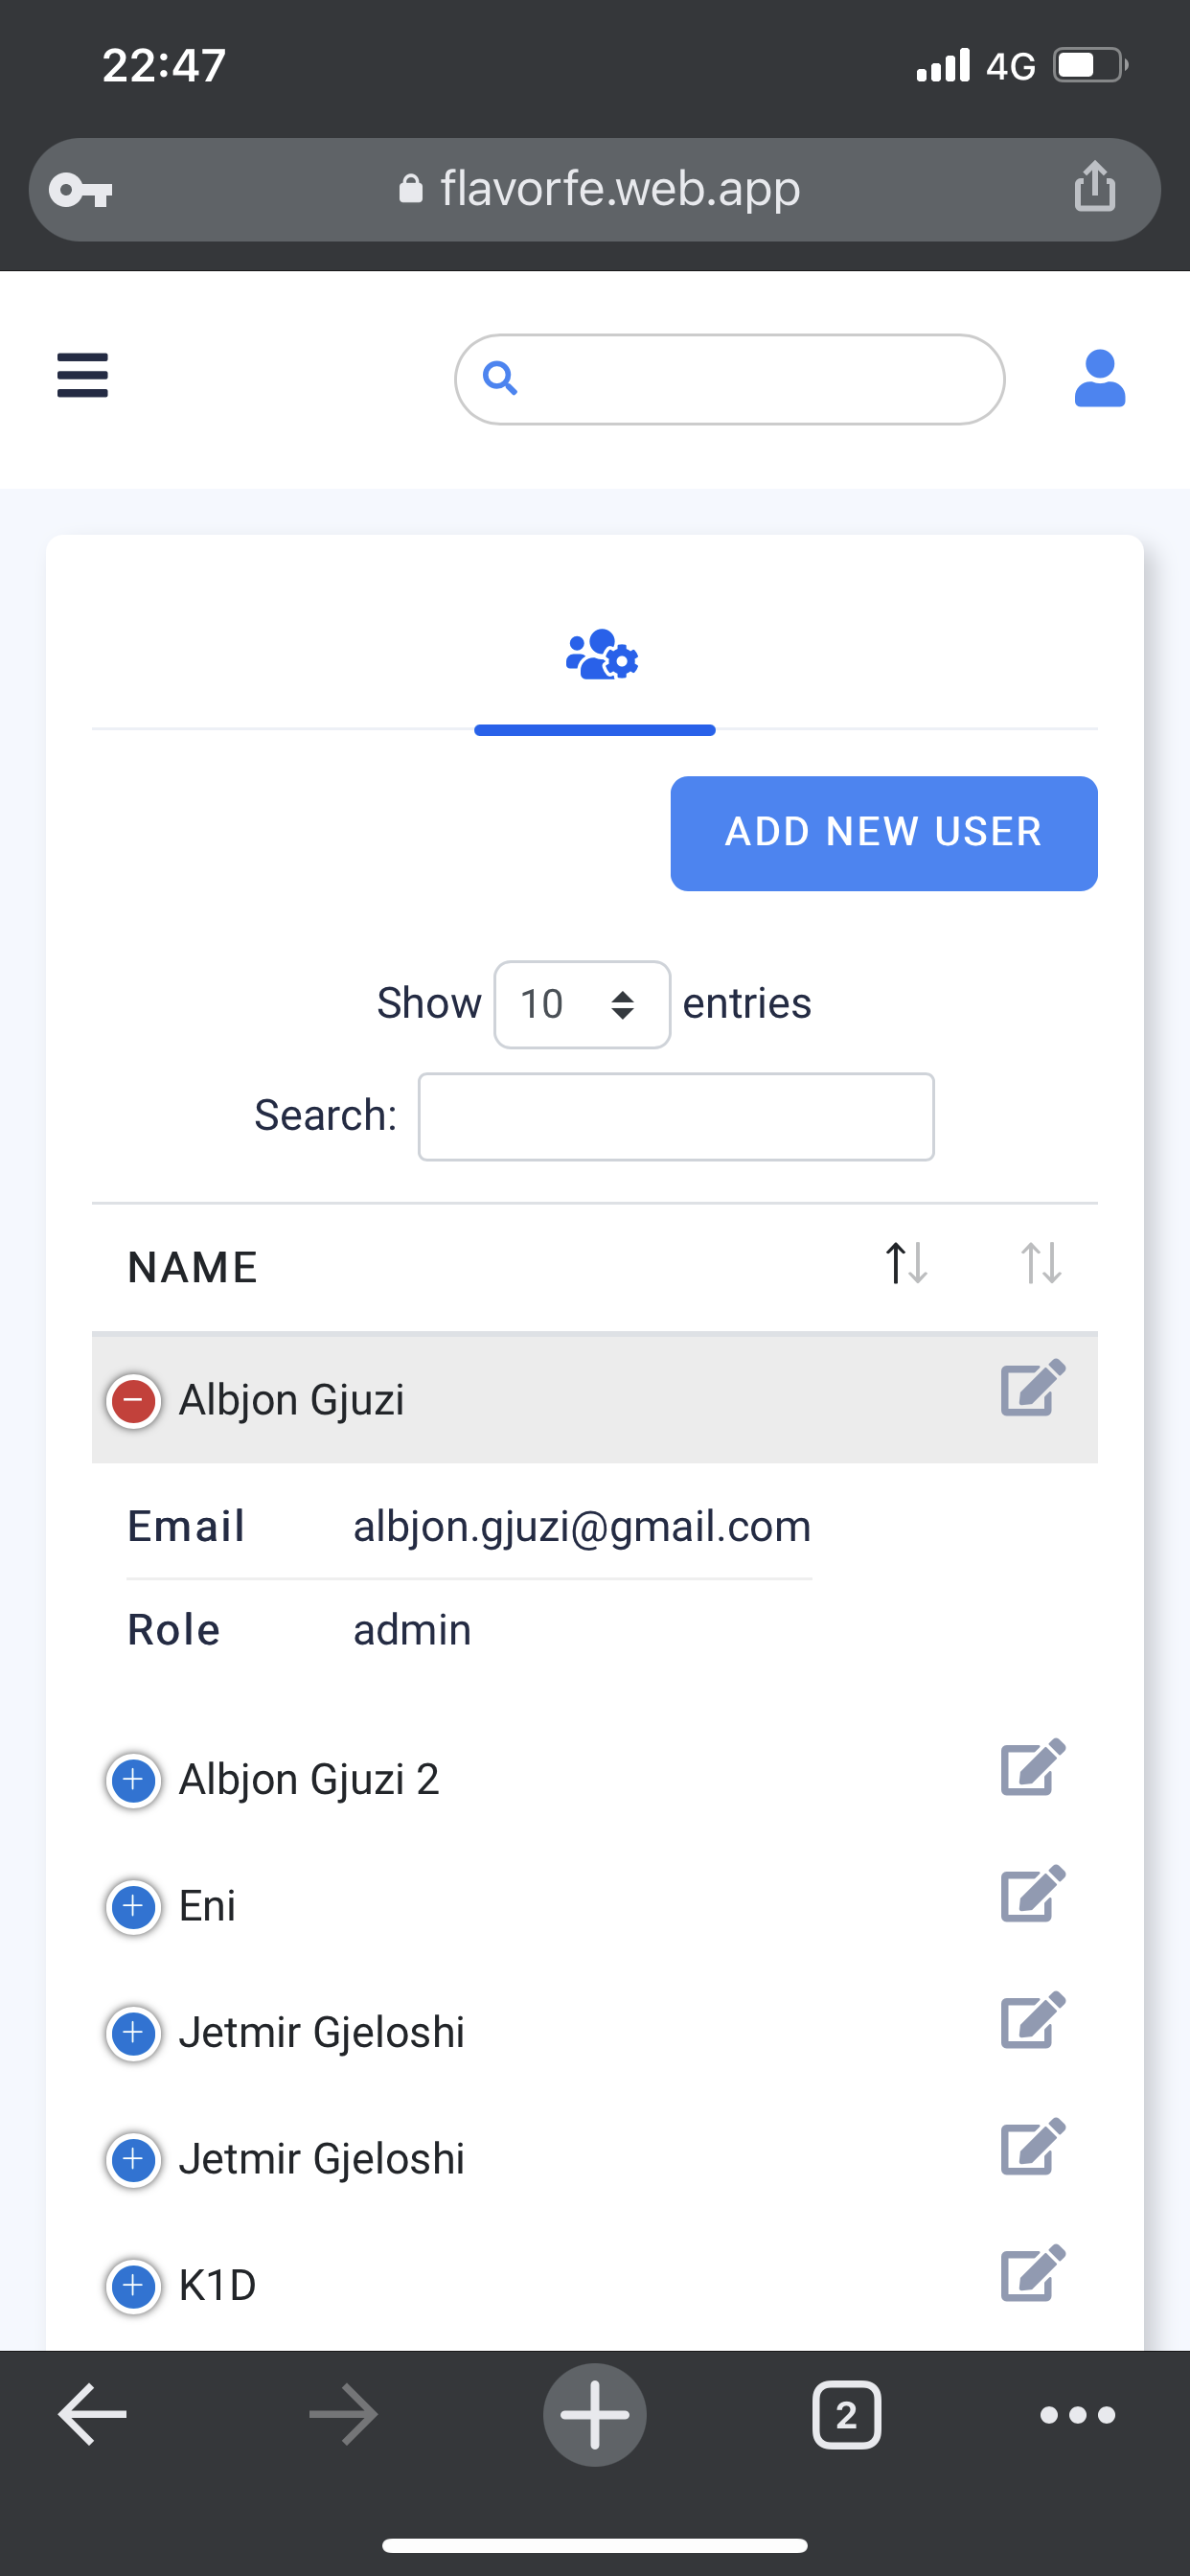 22:47 4G
flavorfe.web.app
ADD NEW USER
Show 10 entries
Search:
NAME
Albjon Gjuzi
Email albjon.gjuzi@gmail.com
Role admin
Albjon Gjuzi 2
Eni
Jetmir Gjeloshi
Jetmir Gjeloshi
K1D
2